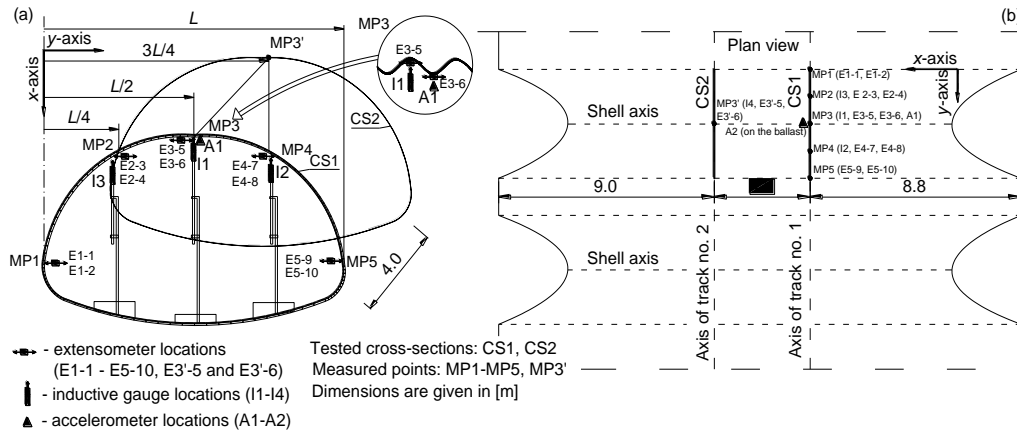 (a)
L
y-axis
3L/4
MP3'
MP3
E3-5
I1
A1
E3-6
x-axis
L/2
L/4
CS2
MP2
MP3
E3-5
E3-6
A1
I1
MP4
CS1
E2-3
E2-4
I3
E4-7
E4-8
I2
MP1
E1-1
E1-2
E5-9
E5-10
MP5
4.0
- extensometer locations
(E1-1 - E5-10, E3'-5 and E3'-6)
- inductive gauge locations (I1-I4)
- accelerometer locations (A1-A2)
Tested cross-sections: CS1, CS2
Measured points: MP1-MP5, MP3'
Dimensions are given in [m]
(b)
Plan view
x-axis
y-axis
CS2
CS1
MP1 (E1-1, E1-2)
MP2 (I3, E 2-3, E2-4)
MP3' (I4, E3'-5,
E3'-6)
MP3 (I1, E3-5, E3-6, A1)
A2 (on the ballast)
MP4 (I2, E4-7, E4-8)
MP5 (E5-9, E5-10)
Shell axis
9.0
8.8
Shell axis
Axis of track no. 2
Axis of track no. 1